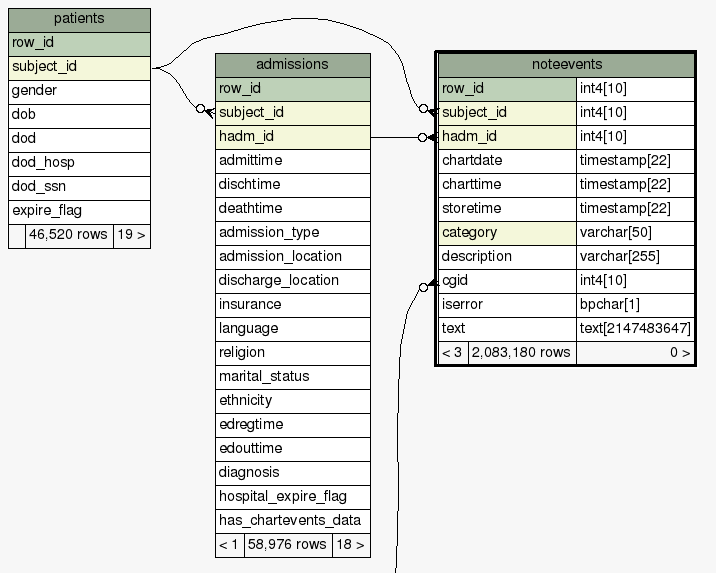 patients
row_id
subject_id
gender
dob
dod
dod_hosp
dod_ssn
expire_flag
46,520 rows 19 >
admissions
row_id
subject_id
hadm_id
admittime
dischtime
deathtime
admission_type
admission_location
discharge_location
insurance
language
religion
marital_status
ethnicity
edregtime
edouttime
diagnosis
hospital_expire_flag
has_chartevents_data
< 1 58,976 rows 18 >
noteevents
row_id int4[10]
subject_id int4[10]
hadm_id int4[10]
chartdate timestamp[22]
charttime timestamp[22]
storetime timestamp[22]
category varchar[50]
description varchar[255]
cgid int4[10]
iserror bpchar[1]
text text[2147483647]
< 3 2,083,180 rows 0 >